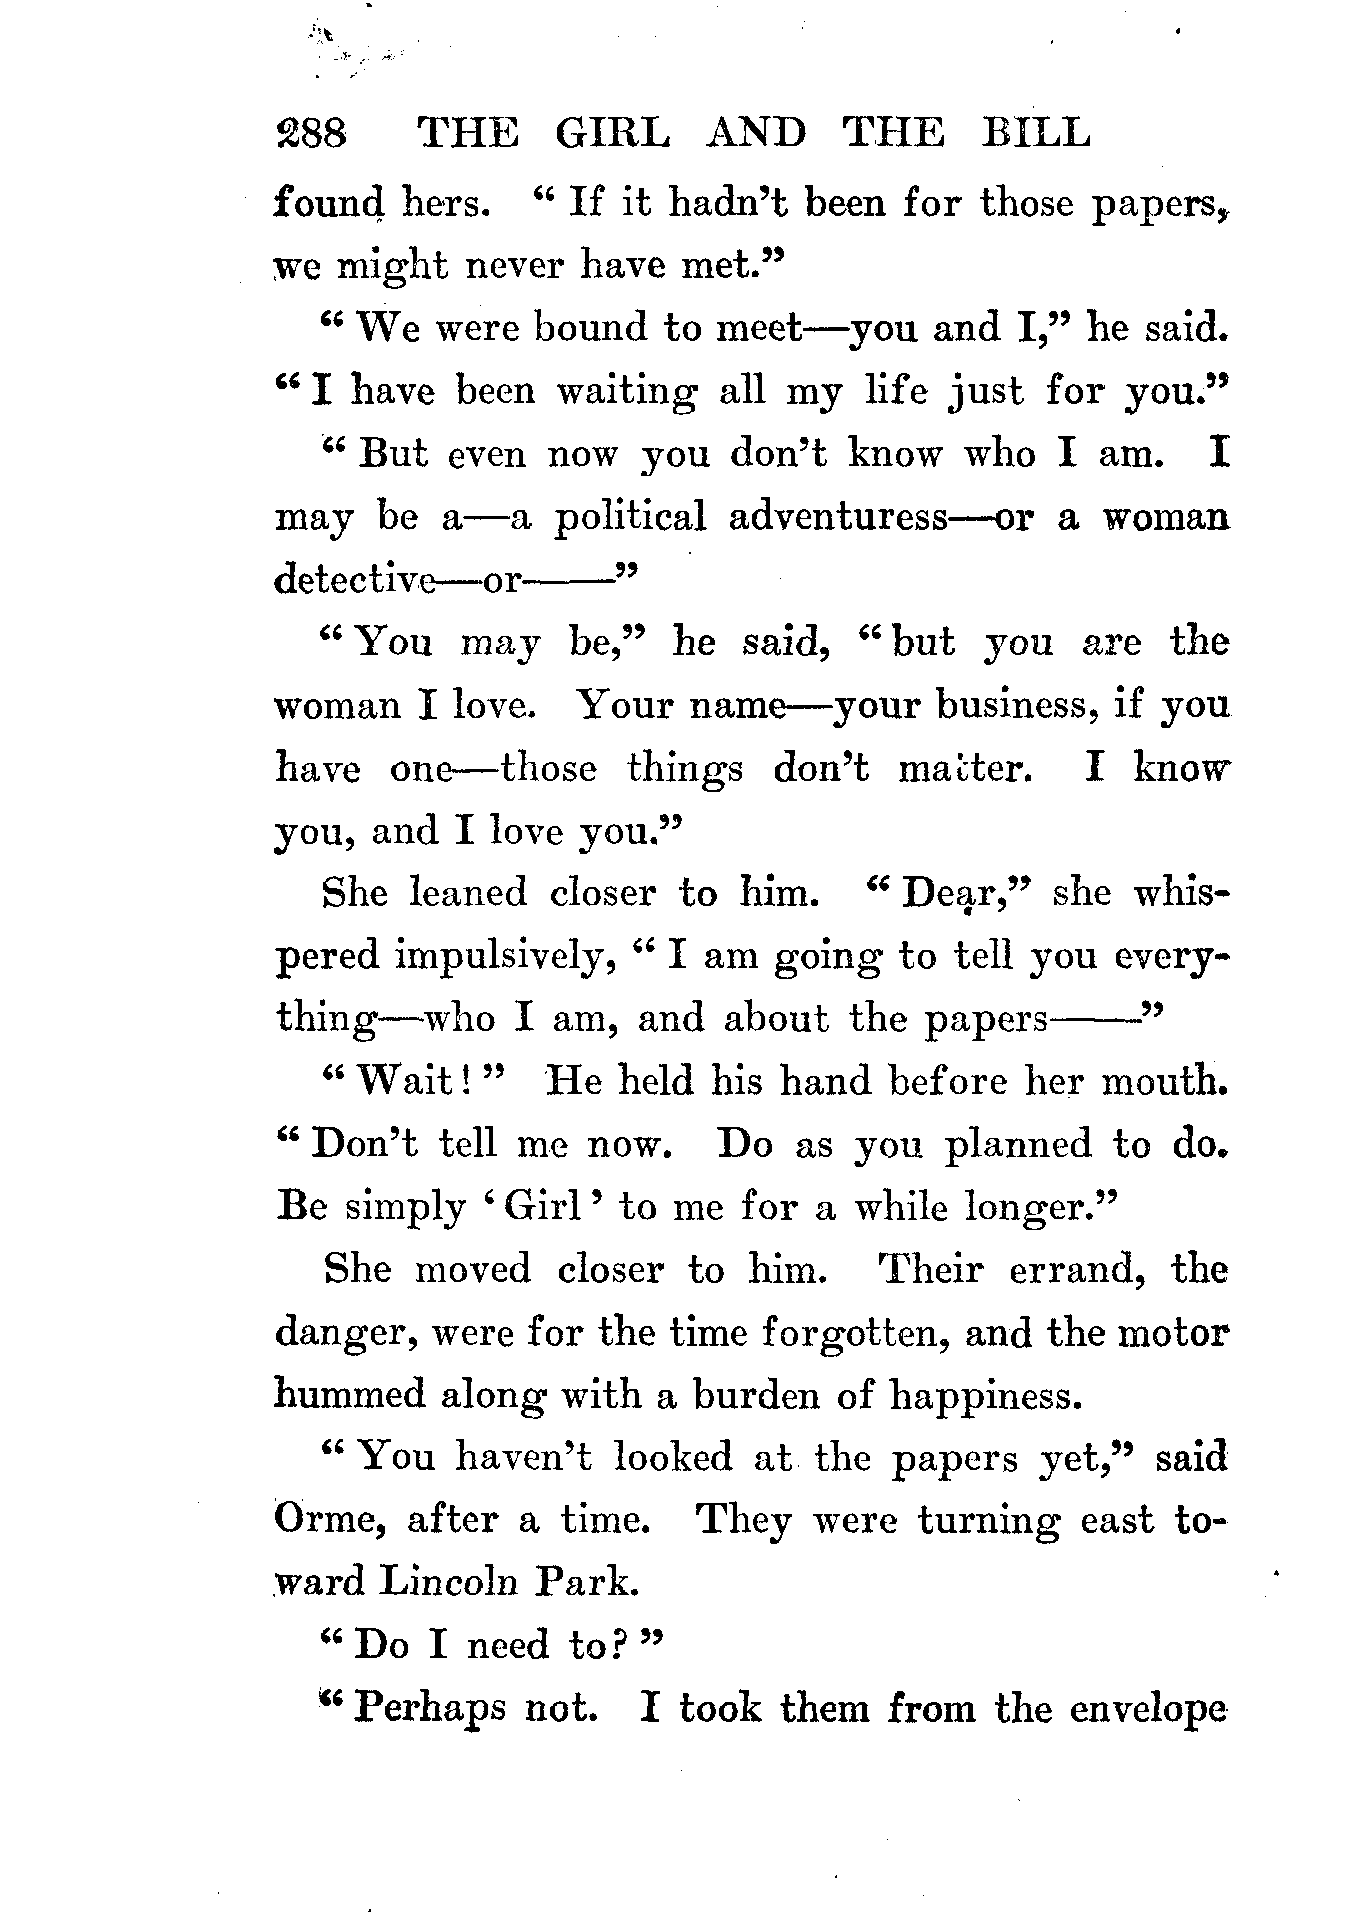 288 THE GIRL AND THE BILL
found hers. “ If it hadn’t been for those papers,
we might never have met.”
“ We were bound to meet—you and I,” he said.
“ I have been waiting all my life just for you.”
“ But even now you don’t know who I am. I
may be a—a political adventuress—or a woman
detective—or——”
“ You may be,” he said, “ but you are the
woman I love. Your name—your business, if you
have one—those things don’t matter. I know
you, and I love you.”
She leaned closer to him. “ Dear,” she whis-
pered impulsively, “ I am going to tell you every-
thing—who I am, and about the papers——”
“ Wait! ” He held his hand before her mouth.
“ Don’t tell me now. Do as you planned to do.
Be simply ‘ Girl ’ to me for a while longer.”
She moved closer to him. Their errand, the
danger, were for the time forgotten, and the motor
hummed along with a burden of happiness.
“ You haven’t looked at the papers yet,” said
Orme, after a time. They were turning east to-
ward Lincoln Park.
“ Do I need to? ”
“ Perhaps not. I took them from the envelope